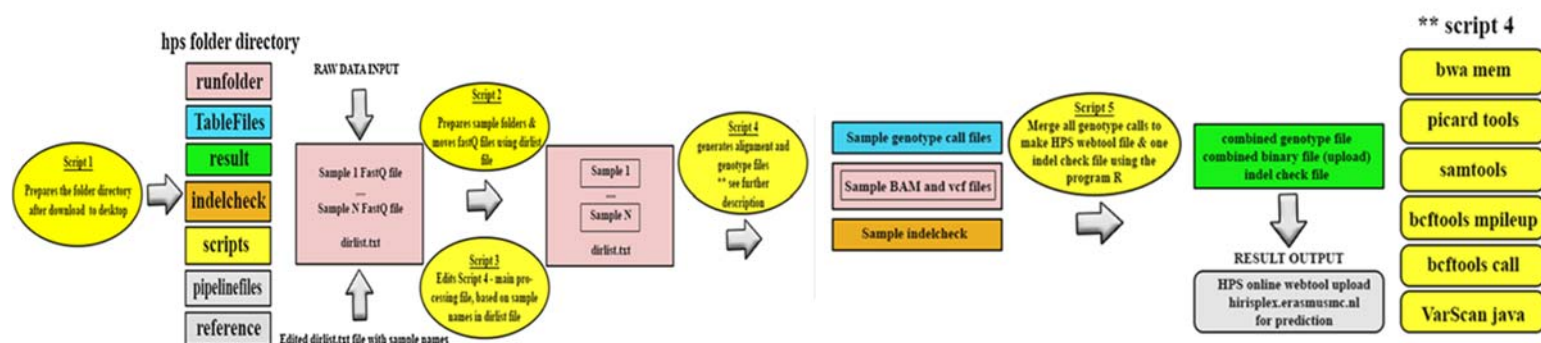 hps folder directory
runfolder
TableFiles
result
indelcheck
scripts
pipelinefiles
reference
Script 1
Prepares the folder directory
after download to desktop
RAW DATA INPUT
Sample 1 FastQ file
...
Sample N FastQ file
dirlist.txt
Edited dirlist.txt file with sample names
Script 2
Prepares sample folders &
moves fastQ files using dirlist
file
Script 3
Edits Script 4 - main pro-
cessing file, based on sample
names in dirlist file
Sample 1
...
Sample N
dirlist.txt
Script 4
generates alignment and
genotype files
** see further
description
Sample genotype call files
Sample BAM and vcf files
Sample indelcheck
Script 5
Merge all genotype calls to
make HPS webtool file & one
indel check file using the
program R
combined genotype file
combined binary file (upload)
indel check file
RESULT OUTPUT
HPS online webtool upload
hirisplex.erasmusmc.nl
for prediction
** script 4
bwa mem
picard tools
samtools
bcftools mpileup
bcftools call
VarScan java